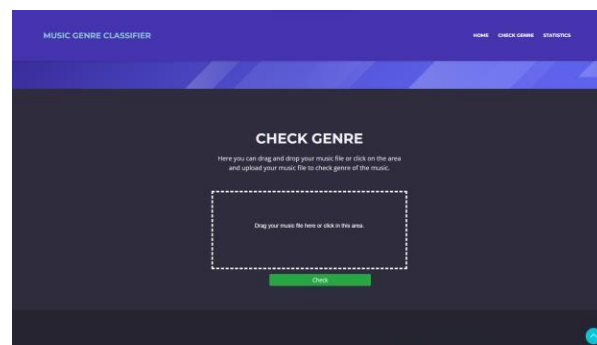 MUSIC GENRE CLASSIFIER
HOME CHECK GENRE STATISTICS
CHECK GENRE
Here you can drag and drop your music file or click on the area
and upload your music file to check genre of the music.
Drag your music file here or click in this area.
Check